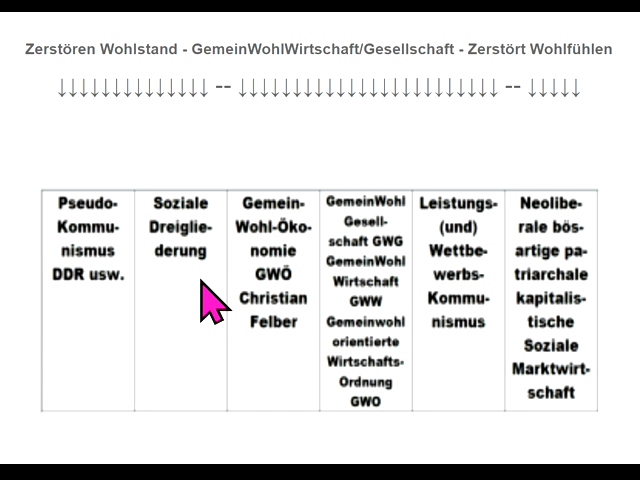 Zerstören Wohlstand - GemeinWohlWirtschaft/Gesellschaft - Zerstört Wohlfühlen
↓↓↓↓↓↓↓↓↓↓↓↓↓↓ -- ↓↓↓↓↓↓↓↓↓↓↓↓↓↓↓↓↓↓↓↓↓↓↓↓ -- ↓↓↓↓↓
Pseudo-
Kommu-
nismus
DDR usw.
Soziale
Dreiglie-
derung
Gemein-
Wohl-Öko-
nomie
GWÖ
Christian
Felber
GemeinWohl
Gesell-
schaft GWG
GemeinWohl
Wirtschaft
GWW
Gemeinwohl
orientierte
Wirtschafts-
Ordnung
GWO
Leistungs-
(und)
Wettbe-
werbs-
Kommu-
nismus
Neolibe-
rale bös-
artige pa-
triarchale
kapitalis-
tische
Soziale
Marktwirt-
schaft